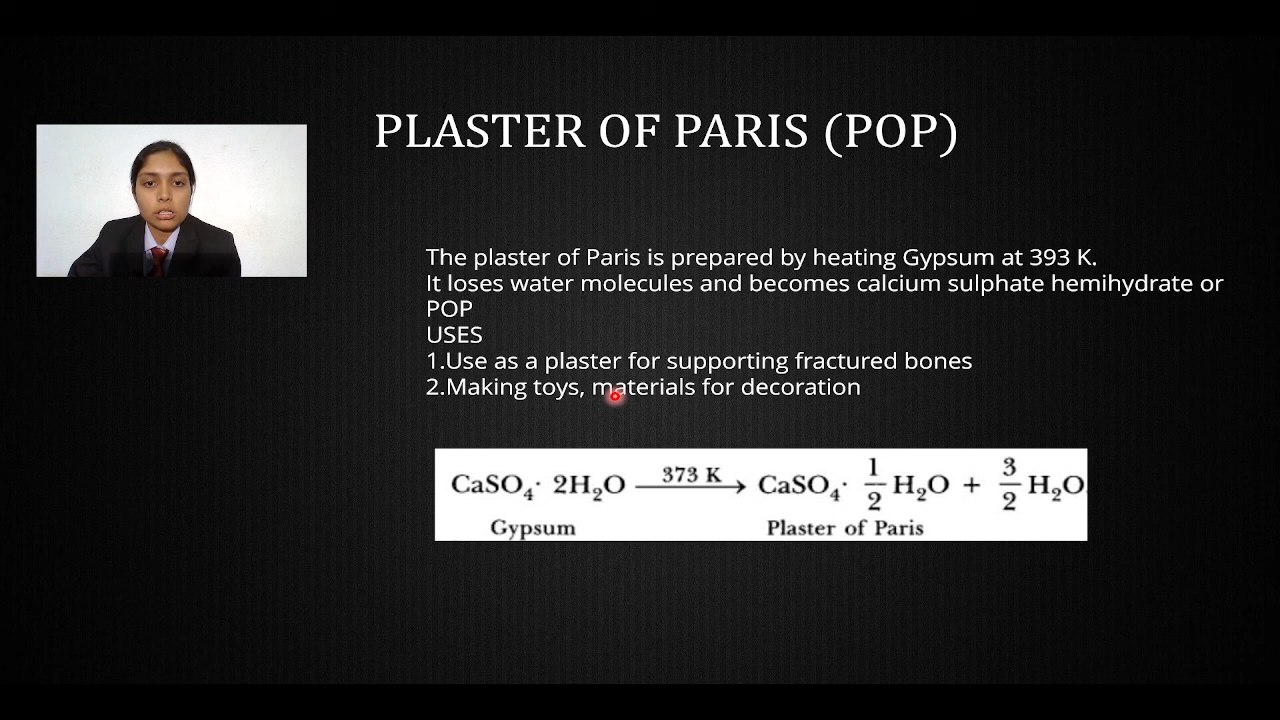 PLASTER OF PARIS (POP)
The plaster of Paris is prepared by heating Gypsum at 393 K.
It loses water molecules and becomes calcium sulphate hemihydrate or
POP
USES
1.Use as a plaster for supporting fractured bones
2.Making toys, materials for decoration
CaSO₄· 2H₂O —373 K→ CaSO₄· 1/2 H₂O + 3/2 H₂O
Gypsum Plaster of Paris